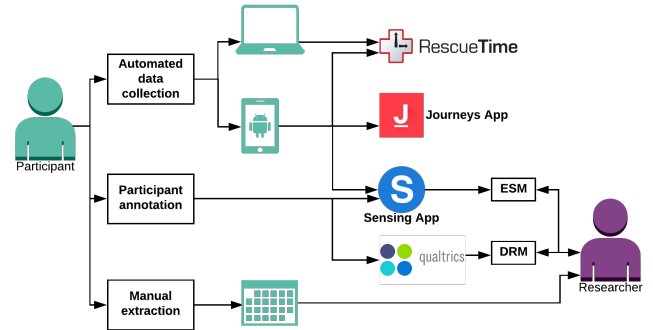 Automated
data
collection
RescueTime
J
Journeys App
Participant
Participant
annotation
S
Sensing App
ESM
qualtrics
DRM
Researcher
Manual
extraction